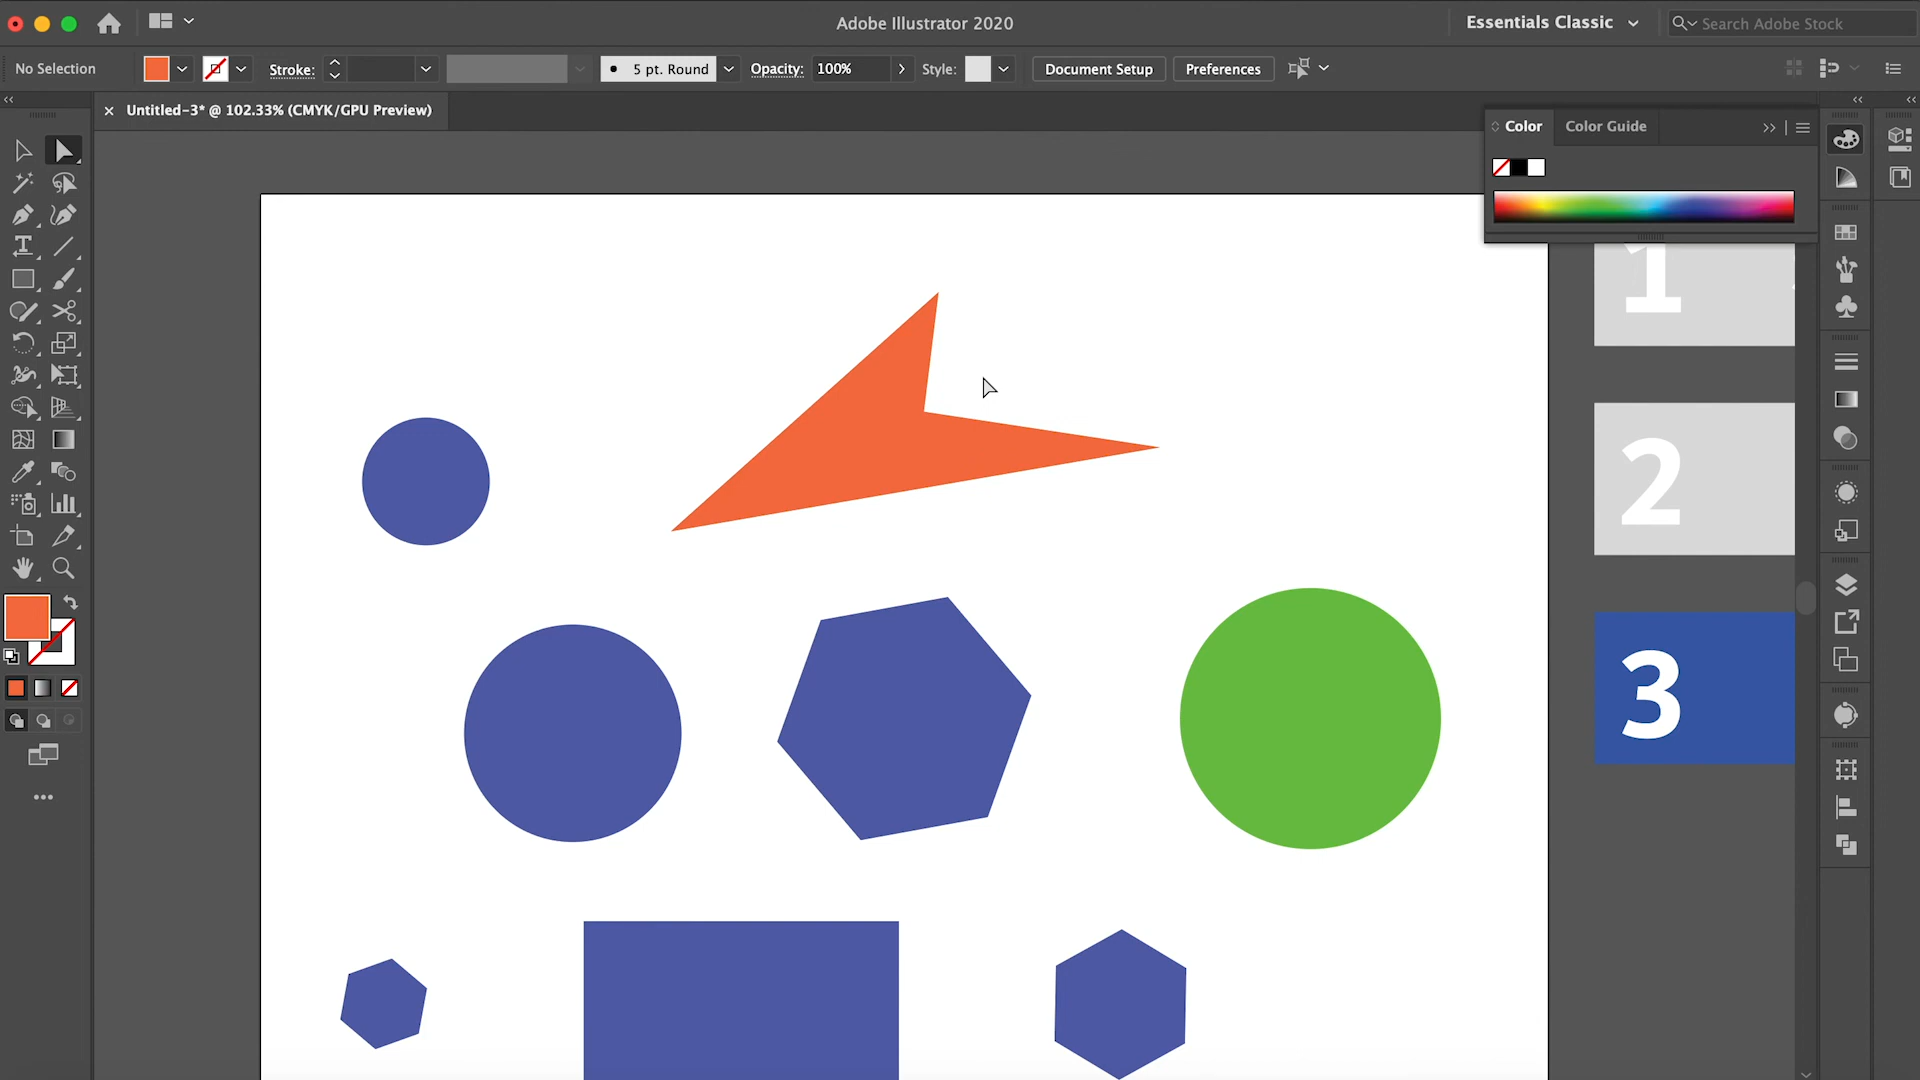 Adobe Illustrator 2020
Essentials Classic
Search Adobe Stock
No Selection
Stroke:
5 pt. Round
Opacity:
100%
Style:
Document Setup
Preferences
Untitled-3* @ 102.33% (CMYK/GPU Preview)
Color
Color Guide
1
2
3